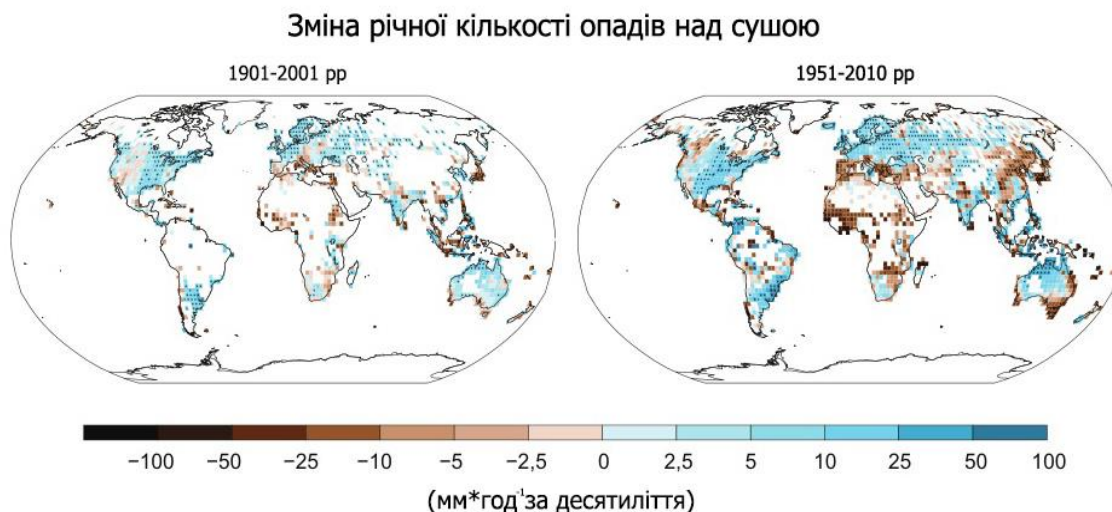 Зміна річної кількості опадів над сушою
1901-2001 рр
1951-2010 рр
−100 −50 −25 −10 −5 −2,5 0 2,5 5 10 25 50 100
(мм*год⁻¹за десятиліття)